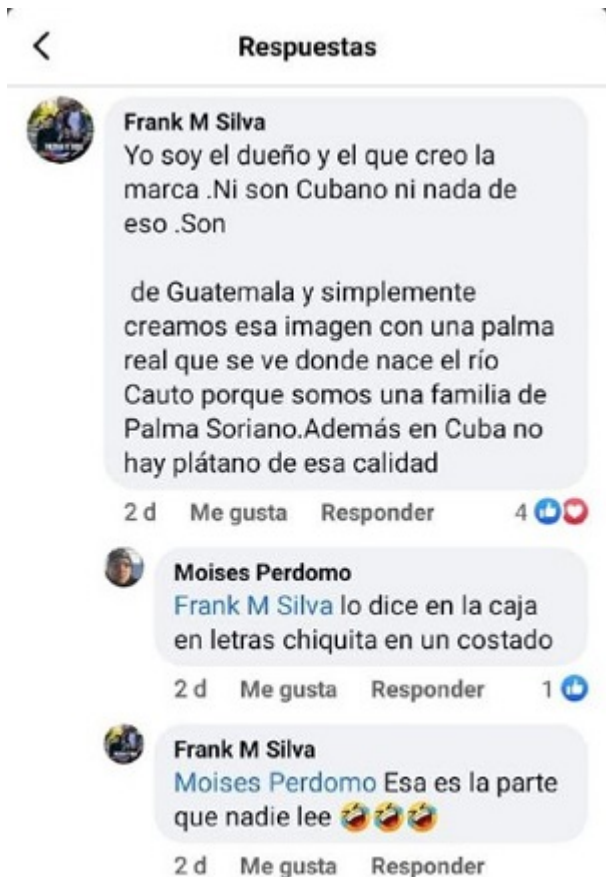 Respuestas
Frank M Silva
Yo soy el dueño y el que creo la
marca .Ni son Cubano ni nada de
eso .Son
de Guatemala y simplemente
creamos esa imagen con una palma
real que se ve donde nace el río
Cauto porque somos una familia de
Palma Soriano.Además en Cuba no
hay plátano de esa calidad
2 d Me gusta Responder 4
Moises Perdomo
Frank M Silva lo dice en la caja
en letras chiquita en un costado
2 d Me gusta Responder 1
Frank M Silva
Moises Perdomo Esa es la parte
que nadie lee 🤣🤣🤣
2 d Me gusta Responder